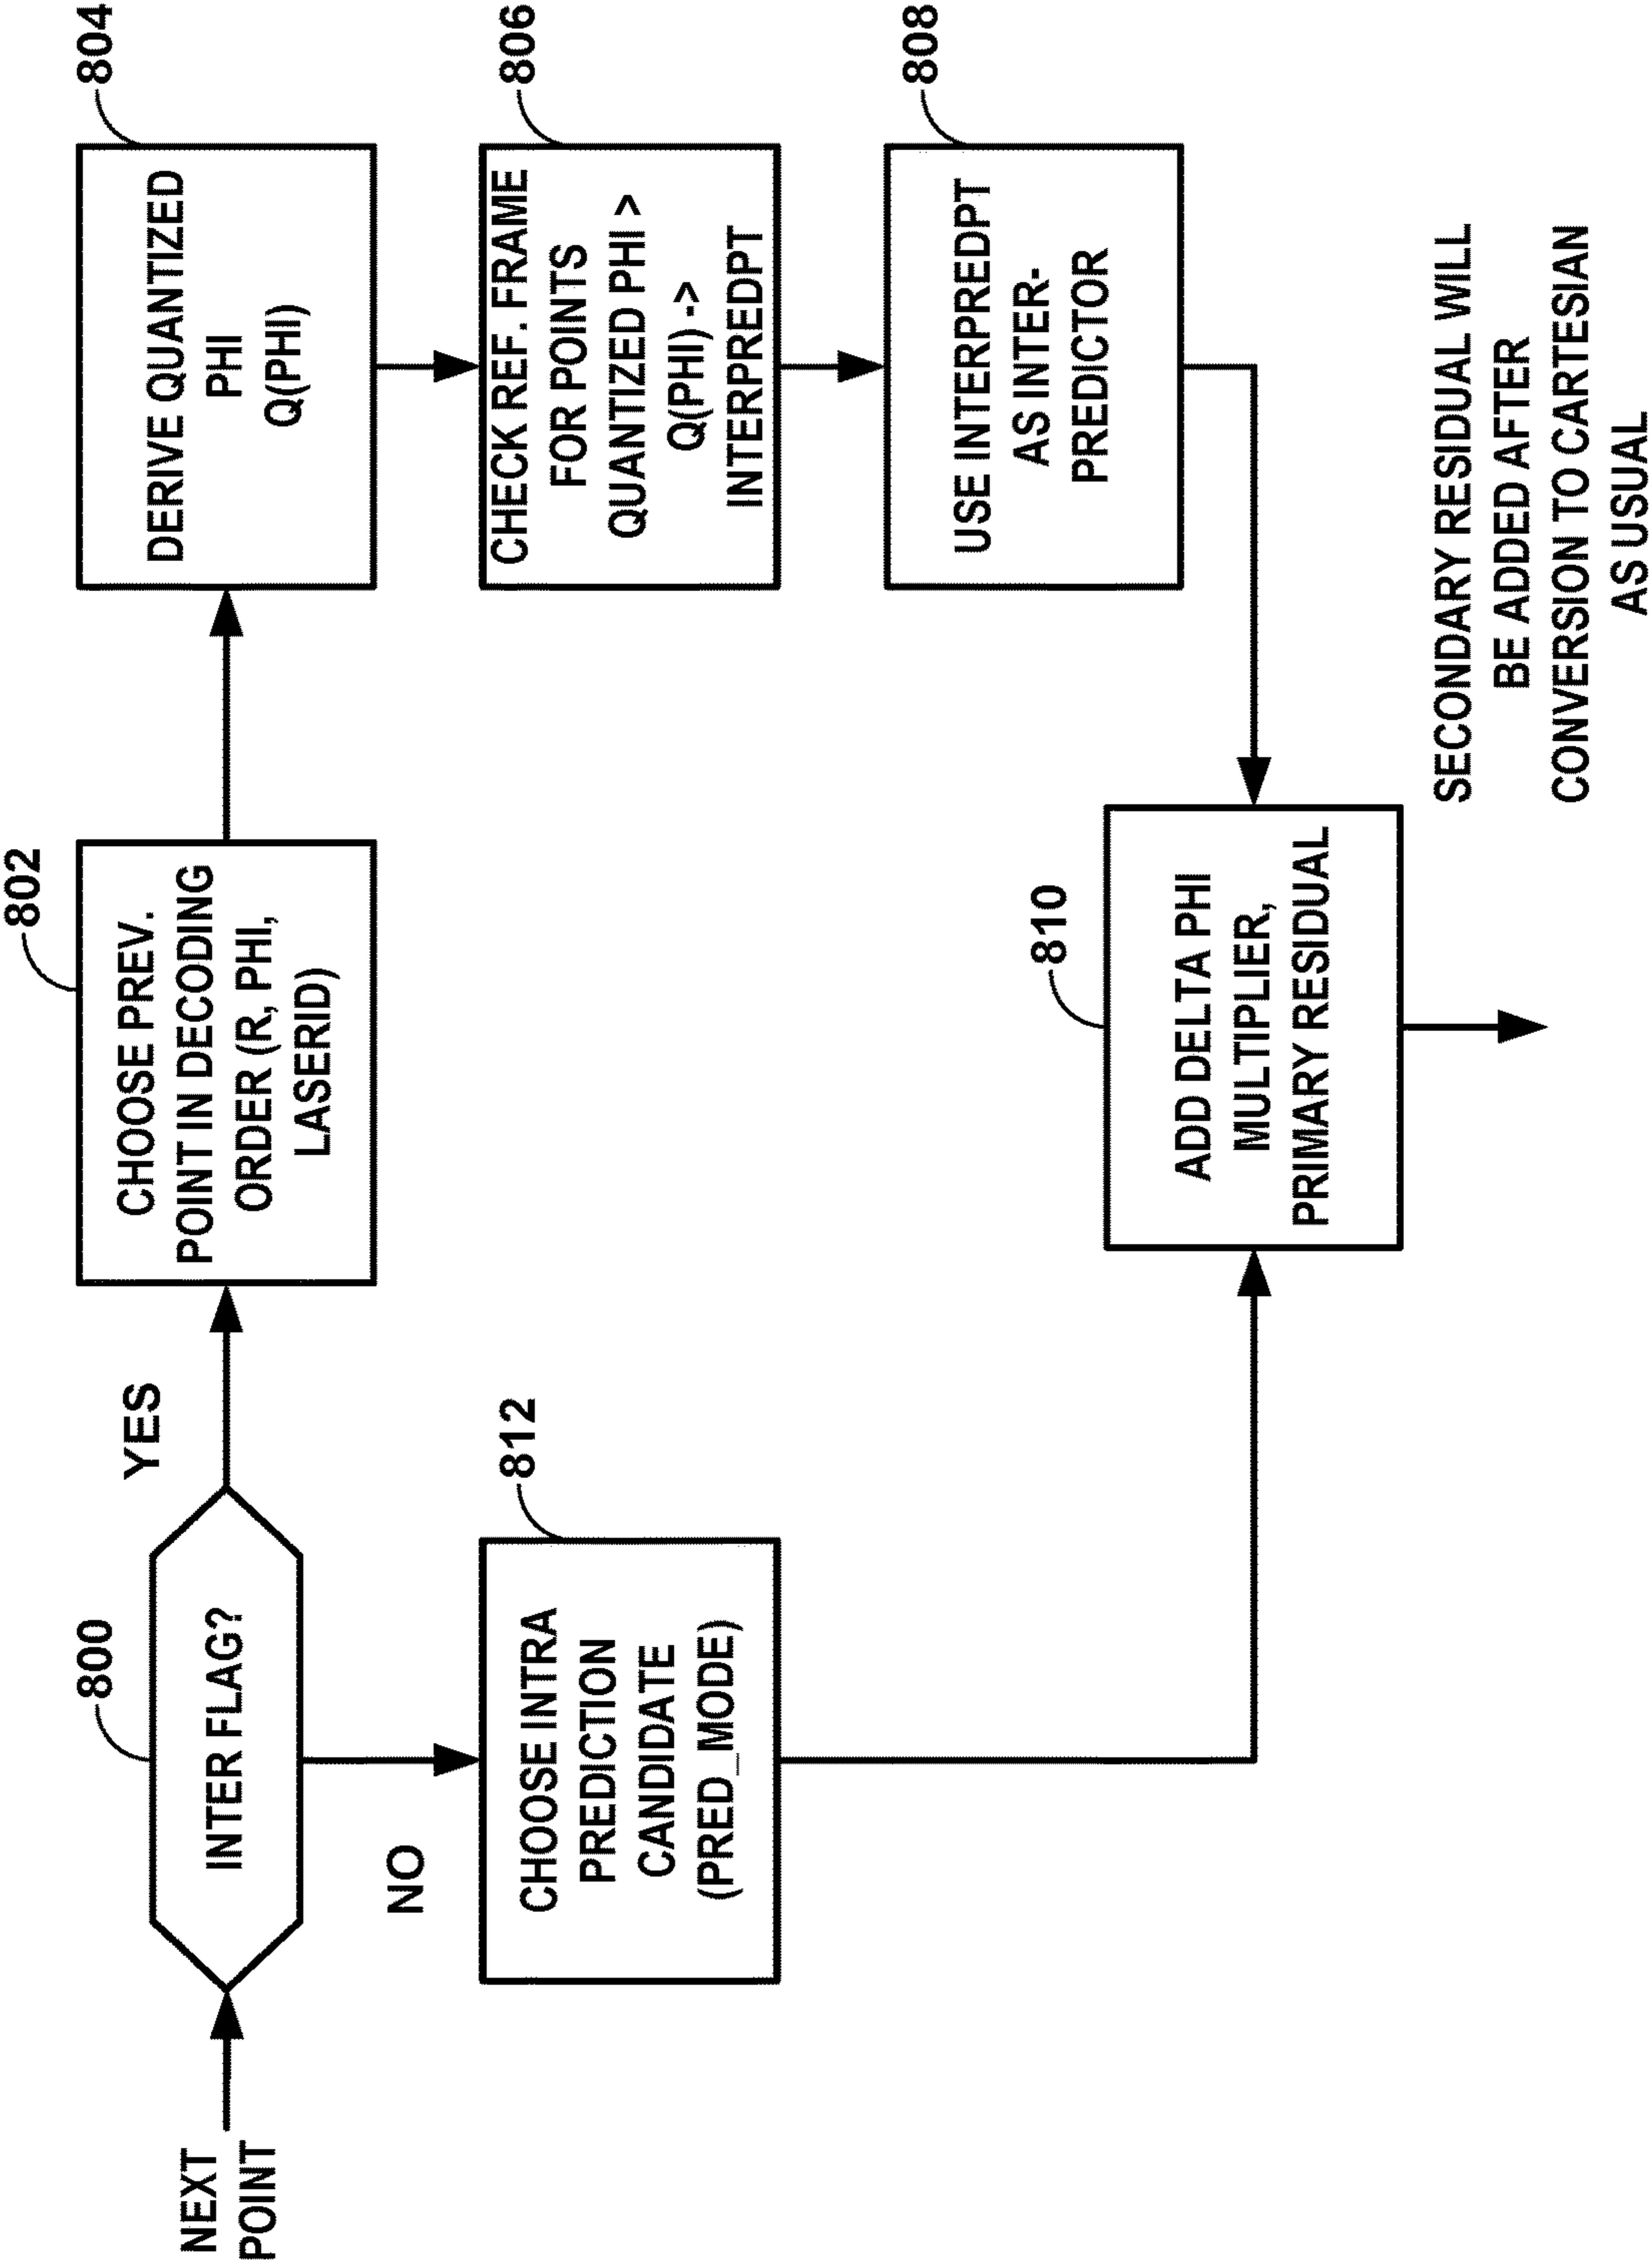 NEXT
POINT
800
INTER FLAG?
YES
NO
802
CHOOSE PREV.
POINT IN DECODING
ORDER (R, PHI,
LASERID)
804
DERIVE QUANTIZED
PHI
Q(PHI)
806
CHECK REF. FRAME
FOR POINTS
QUANTIZED PHI >
Q(PHI) ->
INTERPREDPT
808
USE INTERPREDPT
AS INTER-
PREDICTOR
812
CHOOSE INTRA
PREDICTION
CANDIDATE
(PRED_MODE)
810
ADD DELTA PHI
MULTIPLIER,
PRIMARY RESIDUAL
SECONDARY RESIDUAL WILL
BE ADDED AFTER
CONVERSION TO CARTESIAN
AS USUAL